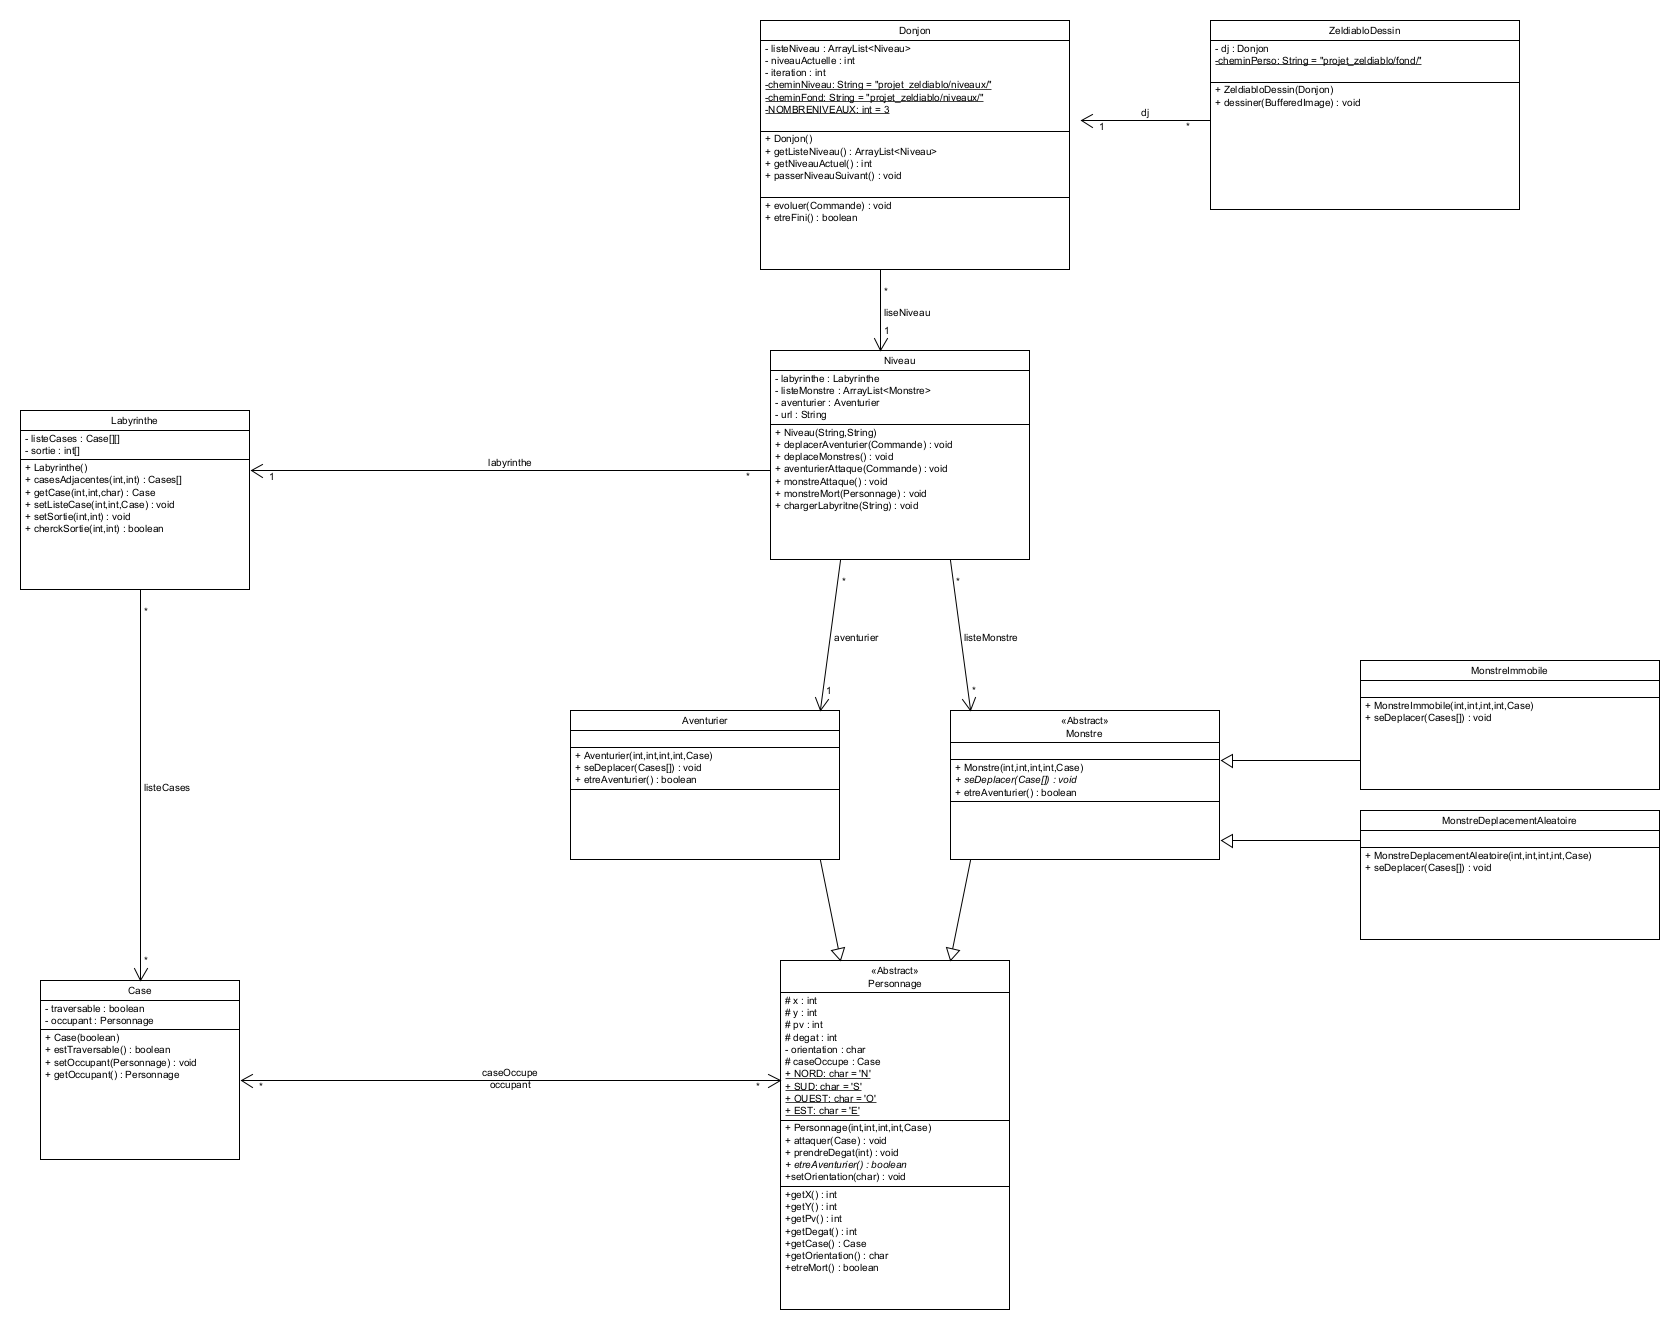 Donjon
- listeNiveau : ArrayList<Niveau>
- niveauActuelle : int
- iteration : int
-cheminNiveau: String = "projet_zeldiablo/niveaux/"
-cheminFond: String = "projet_zeldiablo/niveaux/"
-NOMBRENIVEAUX: int = 3
+ Donjon()
+ getListeNiveau() : ArrayList<Niveau>
+ getNiveauActuel() : int
+ passerNiveauSuivant() : void
+ evoluer(Commande) : void
+ etreFini() : boolean
ZeldiabloDessin
- dj : Donjon
-cheminPerso: String = "projet_zeldiablo/fond/"
+ ZeldiabloDessin(Donjon)
+ dessiner(BufferedImage) : void
dj
1
*
*
liseNiveau
1
Niveau
- labyrinthe : Labyrinthe
- listeMonstre : ArrayList<Monstre>
- aventurier : Aventurier
- url : String
+ Niveau(String,String)
+ deplacerAventurier(Commande) : void
+ deplaceMonstres() : void
+ aventurierAttaque(Commande) : void
+ monstreAttaque() : void
+ monstreMort(Personnage) : void
+ chargerLabyritne(String) : void
Labyrinthe
- listeCases : Case[][]
- sortie : int[]
+ Labyrinthe()
+ casesAdjacentes(int,int) : Cases[]
+ getCase(int,int,char) : Case
+ setListeCase(int,int,Case) : void
+ setSortie(int,int) : void
+ cherckSortie(int,int) : boolean
labyrinthe
1
*
*
aventurier
1
*
listeMonstre
*
*
listeCases
*
MonstreImmobile
+ MonstreImmobile(int,int,int,int,Case)
+ seDeplacer(Cases[]) : void
Aventurier
+ Aventurier(int,int,int,int,Case)
+ seDeplacer(Cases[]) : void
+ etreAventurier() : boolean
«Abstract»
Monstre
+ Monstre(int,int,int,int,Case)
+ seDeplacer(Case[]) : void
+ etreAventurier() : boolean
MonstreDeplacementAleatoire
+ MonstreDeplacementAleatoire(int,int,int,int,Case)
+ seDeplacer(Cases[]) : void
Case
- traversable : boolean
- occupant : Personnage
+ Case(boolean)
+ estTraversable() : boolean
+ setOccupant(Personnage) : void
+ getOccupant() : Personnage
caseOccupe
occupant
*
*
«Abstract»
Personnage
# x : int
# y : int
# pv : int
# degat : int
- orientation : char
# caseOccupe : Case
+ NORD: char = 'N'
+ SUD: char = 'S'
+ OUEST: char = 'O'
+ EST: char = 'E'
+ Personnage(int,int,int,int,Case)
+ attaquer(Case) : void
+ prendreDegat(int) : void
+ etreAventurier() : boolean
+setOrientation(char) : void
+getX() : int
+getY() : int
+getPv() : int
+getDegat() : int
+getCase() : Case
+getOrientation() : char
+etreMort() : boolean